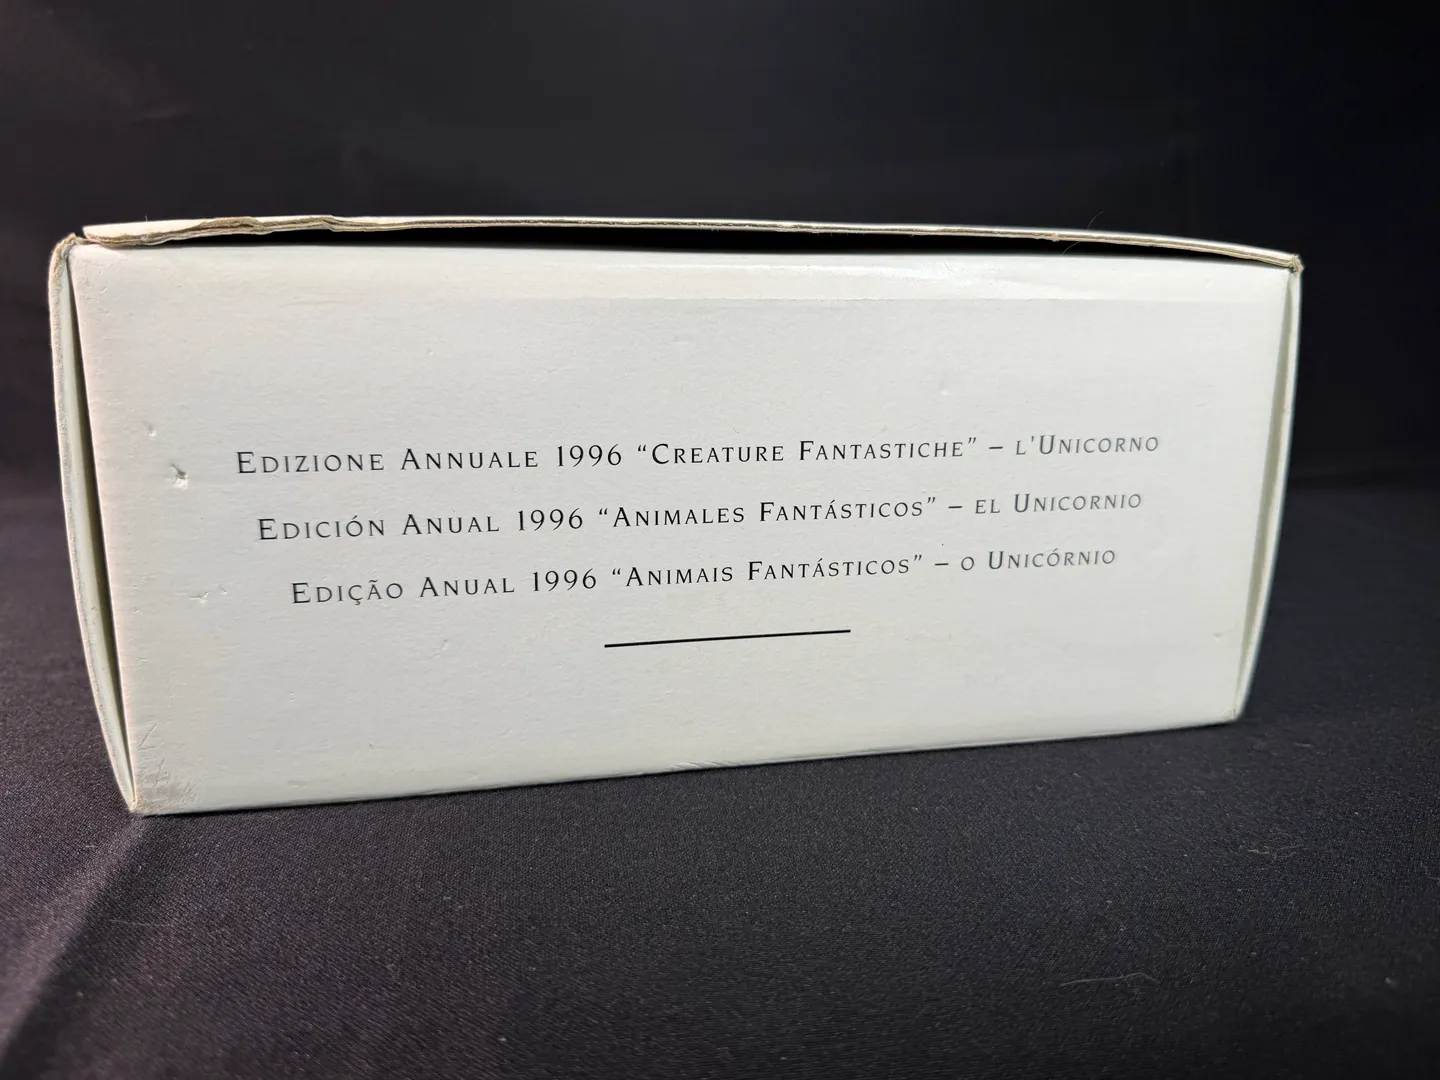 Edizione Annuale 1996 “Creature Fantastiche” – l'Unicorno
Edición Anual 1996 “Animales Fantásticos” – el Unicornio
Edição Anual 1996 “Animais Fantásticos” – o Unicórnio